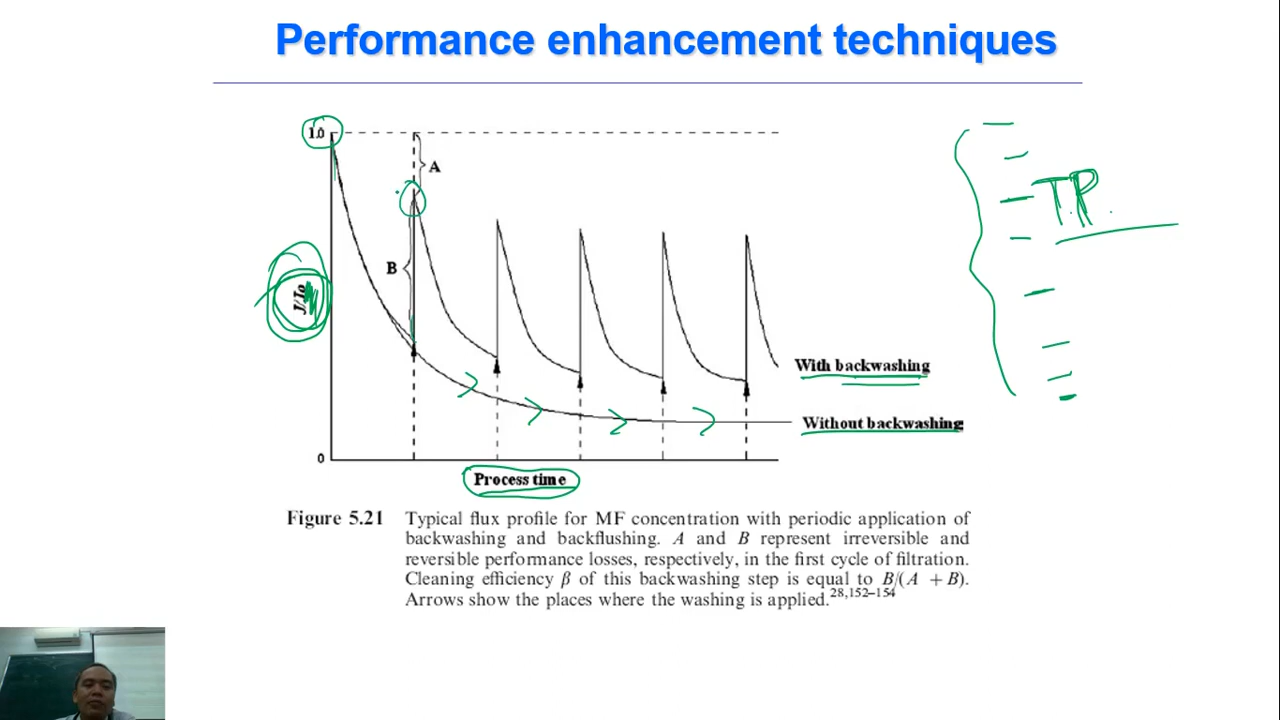 Performance enhancement techniques
1.0
A
T.P.
B
J/J₀
With backwashing
Without backwashing
0
Process time
Figure 5.21 Typical flux profile for MF concentration with periodic application of
backwashing and backflushing. A and B represent irreversible and
reversible performance losses, respectively, in the first cycle of filtration.
Cleaning efficiency β of this backwashing step is equal to B/(A + B).
Arrows show the places where the washing is applied.28,152–154